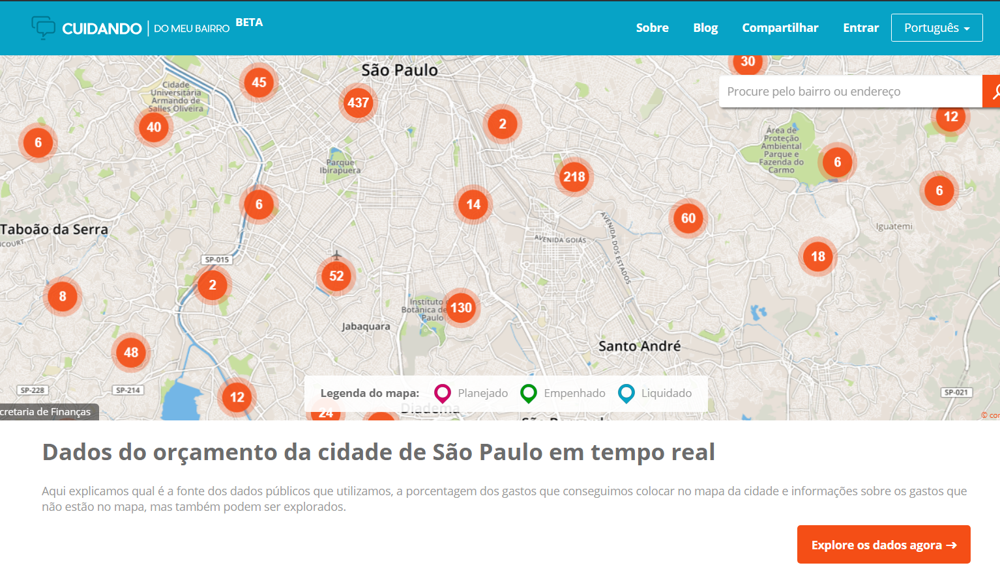 CUIDANDO | DO MEU BAIRRO BETA
Sobre Blog Compartilhar Entrar Português
São Paulo
30
45
Procure pelo bairro ou endereço
Cidade
Universitária
Armando de
Salles Oliveira
437
2
12
40
6
Área de
Proteção
Ambiental
Parque e
Fazenda do
Carmo
Parque
Ibirapuera
6
218
6
6
14
60
Taboão da Serra
AVENIDA GOIÁS
AVENIDA DOS ESTADOS
Iguatemi
COURT
SP-015
18
52
2
8
Instituto
Botânica de
Paulo
130
Jabaquara
48
Santo André
SP-228
SP-214
12
Legenda do mapa: Planejado Empenhado Liquidado
SP-021
cretaria de Finanças
24
Diadema
© cor
Dados do orçamento da cidade de São Paulo em tempo real
Aqui explicamos qual é a fonte dos dados públicos que utilizamos, a porcentagem dos gastos que conseguimos colocar no mapa da cidade e informações sobre os gastos que
não estão no mapa, mas também podem ser explorados.
Explore os dados agora →